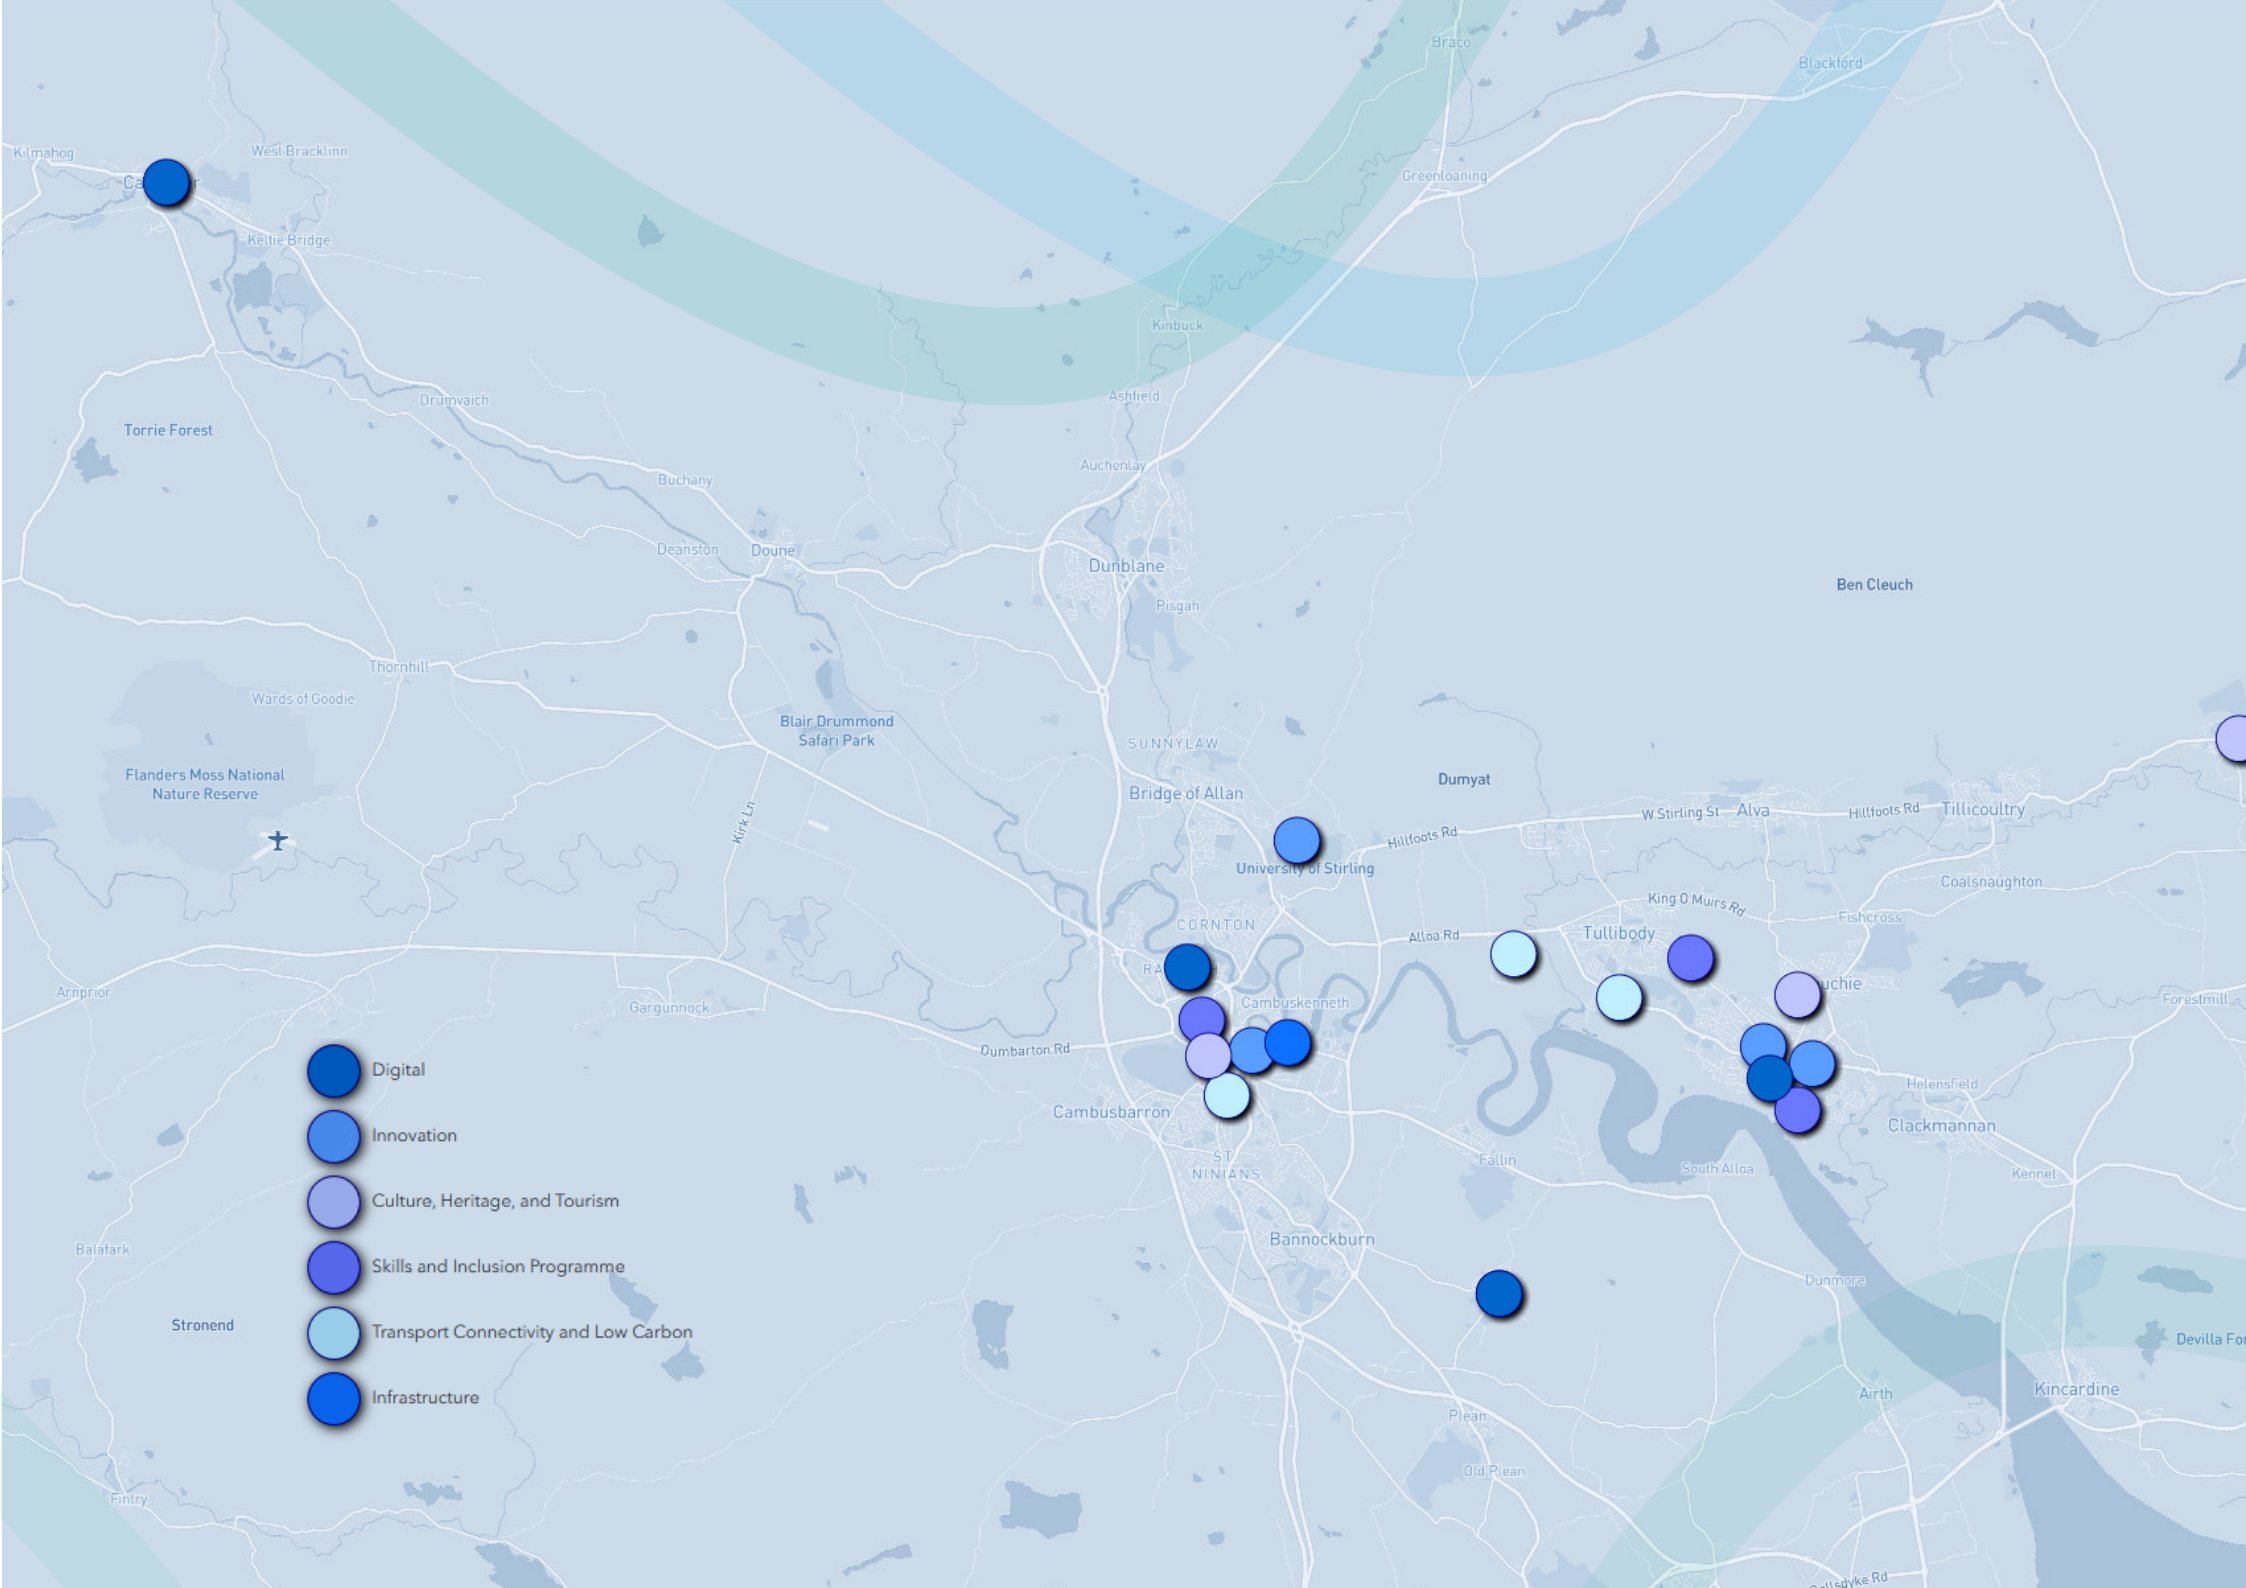 Braco
Blackford
Kilmahog
West Bracklinn
Greenloaning
Keltie Bridge
Kinbuck
Drumvaich
Ashfield
Torrie Forest
Auchenlay
Buchany
Deanston
Doune
Dunblane
Ben Cleuch
Pisgah
Thornhill
Wards of Goodie
Blair Drummond
Safari Park
SUNNYLAW
Flanders Moss National
Nature Reserve
Dumyat
Bridge of Allan
Kirk Ln
W Stirling St
Alva
Hillfoots Rd
Tillicoultry
Hillfoots Rd
University of Stirling
Coalsnaughton
King O Muirs Rd
Fishcross
CORNTON
Alloa Rd
Tullibody
Arnprior
Gargunnock
Cambuskenneth
Forestmill
Dumbarton Rd
Digital
Helensfield
Cambusbarron
Clackmannan
Innovation
ST.
NINIANS
Fallin
South Alloa
Kennel
Culture, Heritage, and Tourism
Balafark
Bannockburn
Skills and Inclusion Programme
Dunmore
Stronend
Transport Connectivity and Low Carbon
Devilla
Infrastructure
Airth
Kincardine
Plean
Old Plean
Fintry